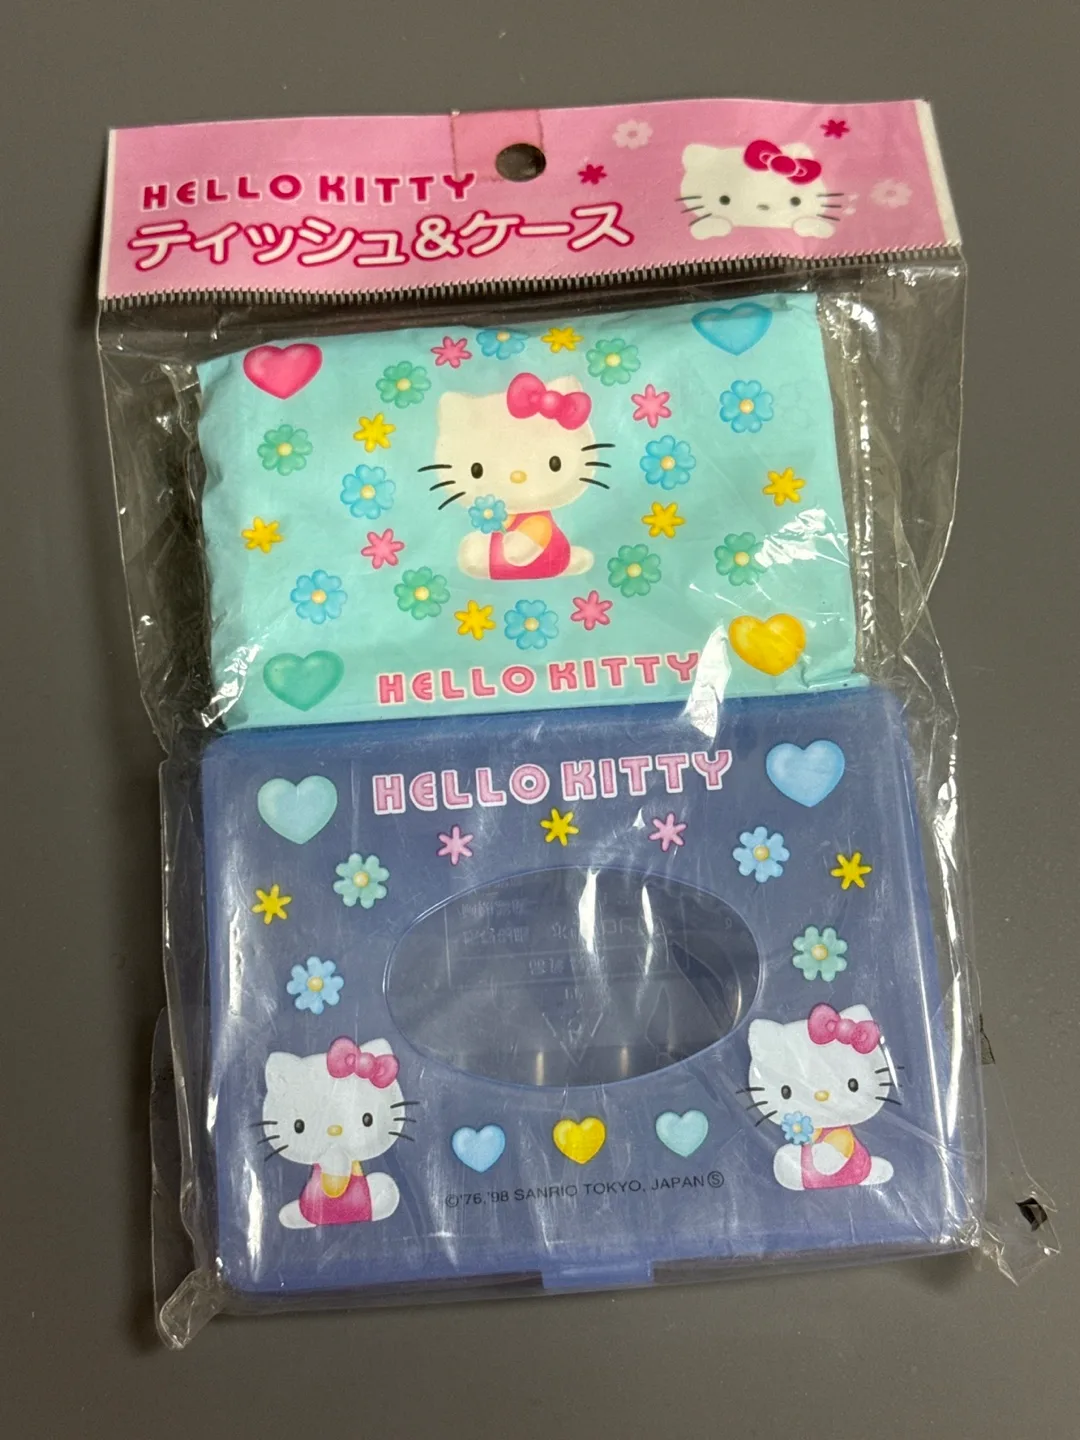 HELLO KITTY
ティッシュ&ケース
HELLO KITTY
HELLO KITTY
©'76,'98 SANRIO TOKYO, JAPAN Ⓢ